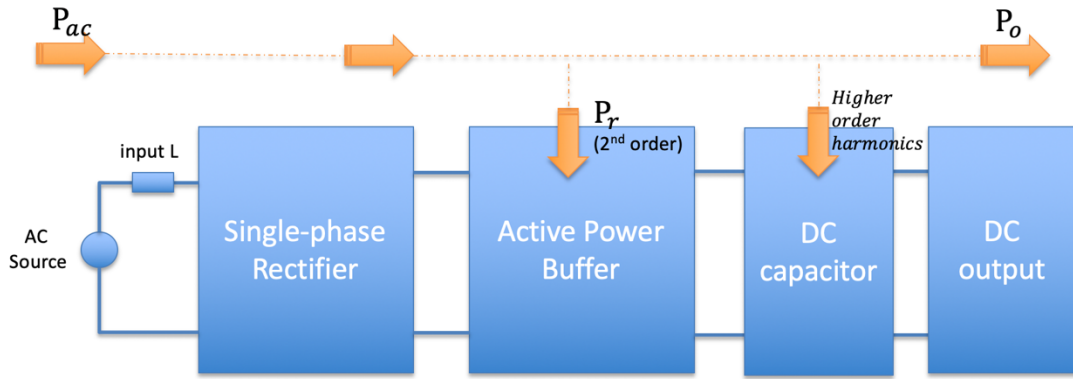 P_ac
P_o
P_r
(2nd order)
Higher
order
harmonics
input L
AC
Source
Single-phase
Rectifier
Active Power
Buffer
DC
capacitor
DC
output